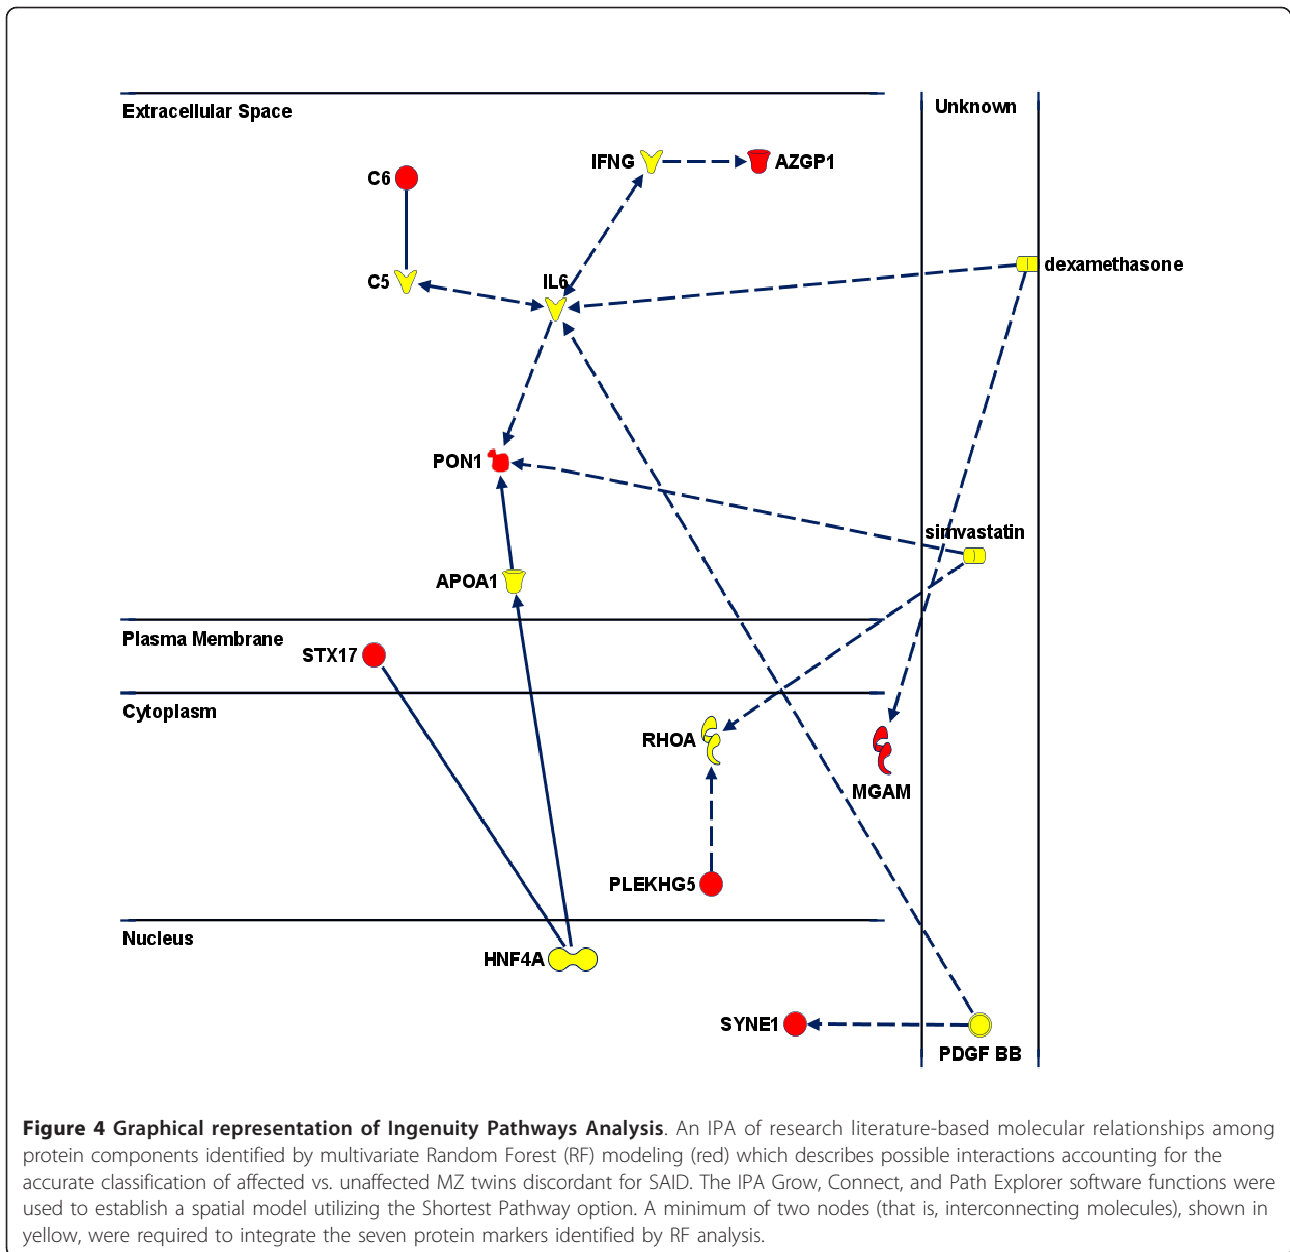 Extracellular Space
Unknown
IFNG
AZGP1
C6
dexamethasone
C5
IL6
PON1
simvastatin
APOA1
Plasma Membrane
STX17
Cytoplasm
RHOA
MGAM
PLEKHG5
Nucleus
HNF4A
SYNE1
PDGF BB
Figure 4 Graphical representation of Ingenuity Pathways Analysis. An IPA of research literature-based molecular relationships among
protein components identified by multivariate Random Forest (RF) modeling (red) which describes possible interactions accounting for the
accurate classification of affected vs. unaffected MZ twins discordant for SAID. The IPA Grow, Connect, and Path Explorer software functions were
used to establish a spatial model utilizing the Shortest Pathway option. A minimum of two nodes (that is, interconnecting molecules), shown in
yellow, were required to integrate the seven protein markers identified by RF analysis.